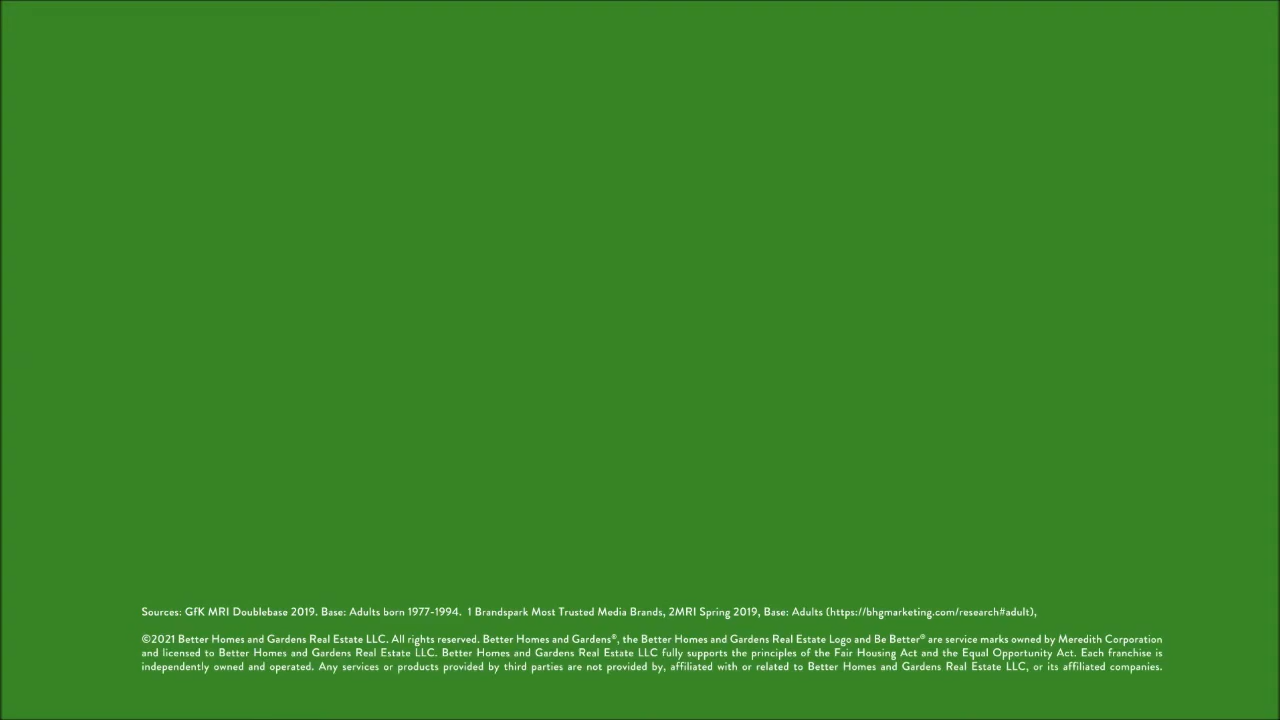 Sources: GfK MRI Doublebase 2019. Base: Adults born 1977-1994.  1 Brandspark Most Trusted Media Brands, 2MRI Spring 2019, Base: Adults (https://bhgmarketing.com/research#adult),
©2021 Better Homes and Gardens Real Estate LLC. All rights reserved. Better Homes and Gardens®, the Better Homes and Gardens Real Estate Logo and Be Better® are service marks owned by Meredith Corporation
and licensed to Better Homes and Gardens Real Estate LLC. Better Homes and Gardens Real Estate LLC fully supports the principles of the Fair Housing Act and the Equal Opportunity Act. Each franchise is
independently owned and operated. Any services or products provided by third parties are not provided by, affiliated with or related to Better Homes and Gardens Real Estate LLC, or its affiliated companies.